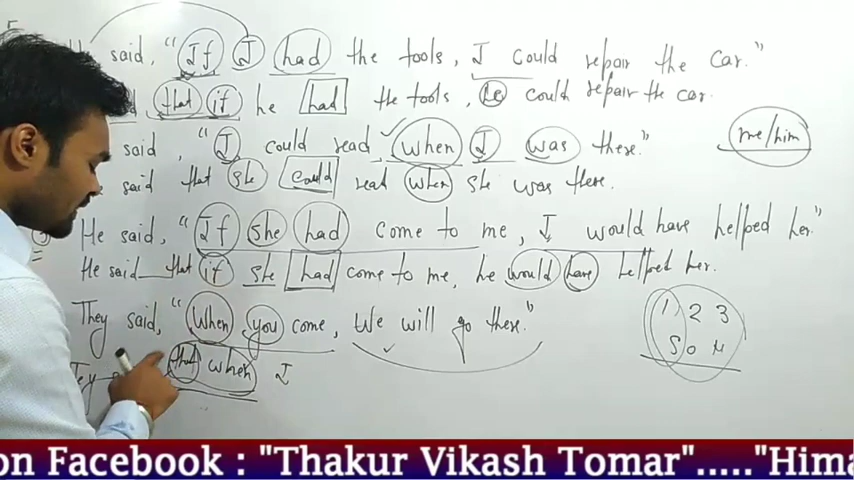 He said, "If I had the tools, I could repair the car."
that if he had the tools, he could repair the car.
said, "I could read when I was there."
me/him
said that she could read when she was there.
He said, "If she had come to me, I would have helped her."
He said that if she had come to me, he would have helped her.
They said, "When you come, We will go there."
1, 2 3
S O N
They that when I
on Facebook : "Thakur Vikash Tomar"....."Hima